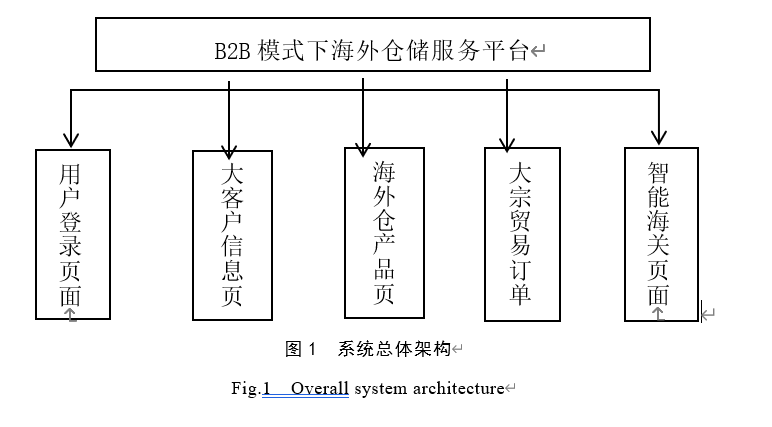 B2B 模式下海外仓储服务平台
用户登录页面
大客户信息页
海外仓产品页
大宗贸易订单
智能海关页面
图 1 系统总体架构
Fig.1 Overall system architecture